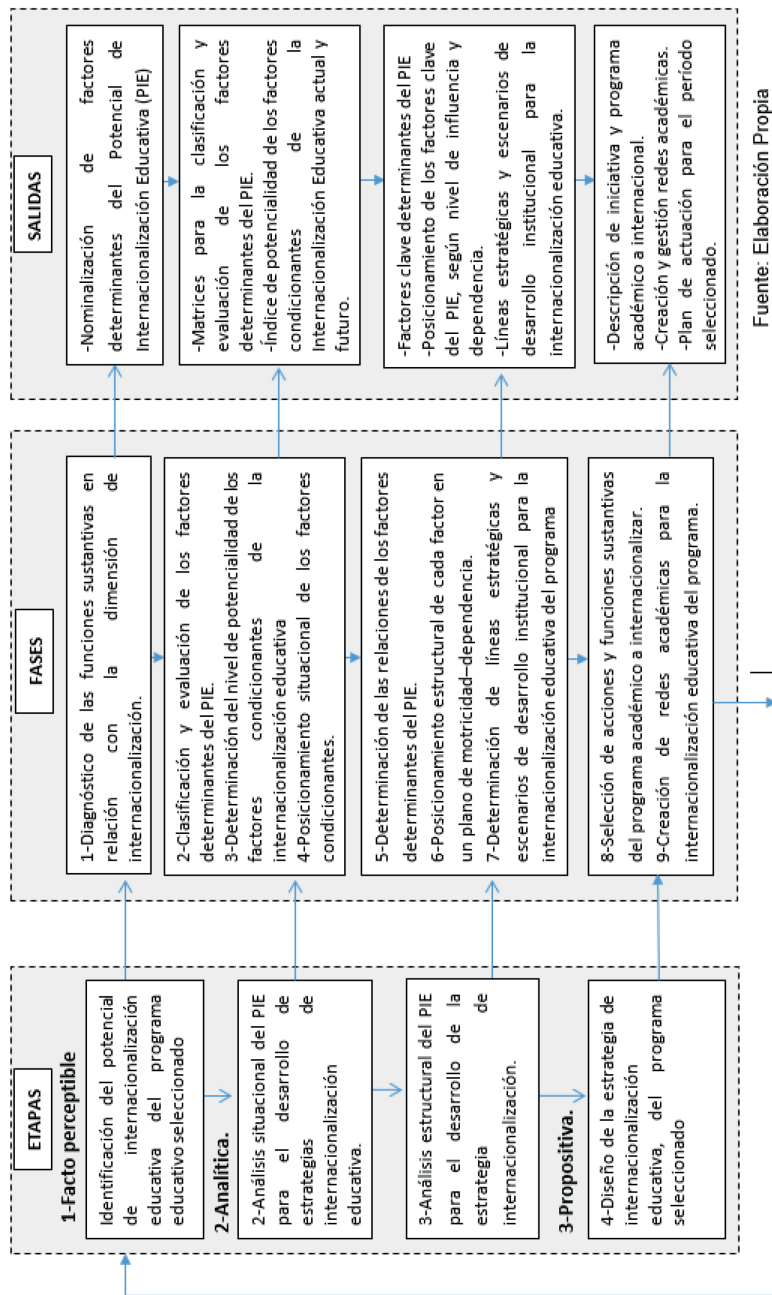 ETAPAS
1-Facto perceptible
Identificación del potencial
de internacionalización
educativa del programa
educativo seleccionado
2-Analítica.
2-Análisis situacional del PIE
para el desarrollo de
estrategias de
internacionalización
educativa.
3-Análisis estructural del PIE
para el desarrollo de la
estrategia de
internacionalización.
3-Propositiva.
4-Diseño de la estrategia de
internacionalización
educativa, del programa
seleccionado
FASES
1-Diagnóstico de las funciones sustantivas en
relación con la dimensión de
internacionalización.
2-Clasificación y evaluación de los factores
determinantes del PIE.
3-Determinación del nivel de potencialidad de los
factores condicionantes de la
internacionalización educativa
4-Posicionamiento situacional de los factores
condicionantes.
5-Determinación de las relaciones de los factores
determinantes del PIE.
6-Posicionamiento estructural de cada factor en
un plano de motricidad–dependencia.
7-Determinación de líneas estratégicas y
escenarios de desarrollo institucional para la
internacionalización educativa del programa
8-Selección de acciones y funciones sustantivas
del programa académico a internacionalizar.
9-Creación de redes académicas para la
internacionalización educativa del programa.
SALIDAS
-Nominalización de factores
determinantes del Potencial de
Internacionalización Educativa (PIE)
-Matrices para la clasificación y
evaluación de los factores
determinantes del PIE.
-Índice de potencialidad de los factores
condicionantes de la
Internacionalización Educativa actual y
futuro.
-Factores clave determinantes del PIE
-Posicionamiento de los factores clave
del PIE, según nivel de influencia y
dependencia.
-Líneas estratégicas y escenarios de
desarrollo institucional para la
internacionalización educativa.
-Descripción de iniciativa y programa
académico a internacional.
-Creación y gestión redes académicas.
-Plan de actuación para el período
seleccionado.
Fuente: Elaboración Propia